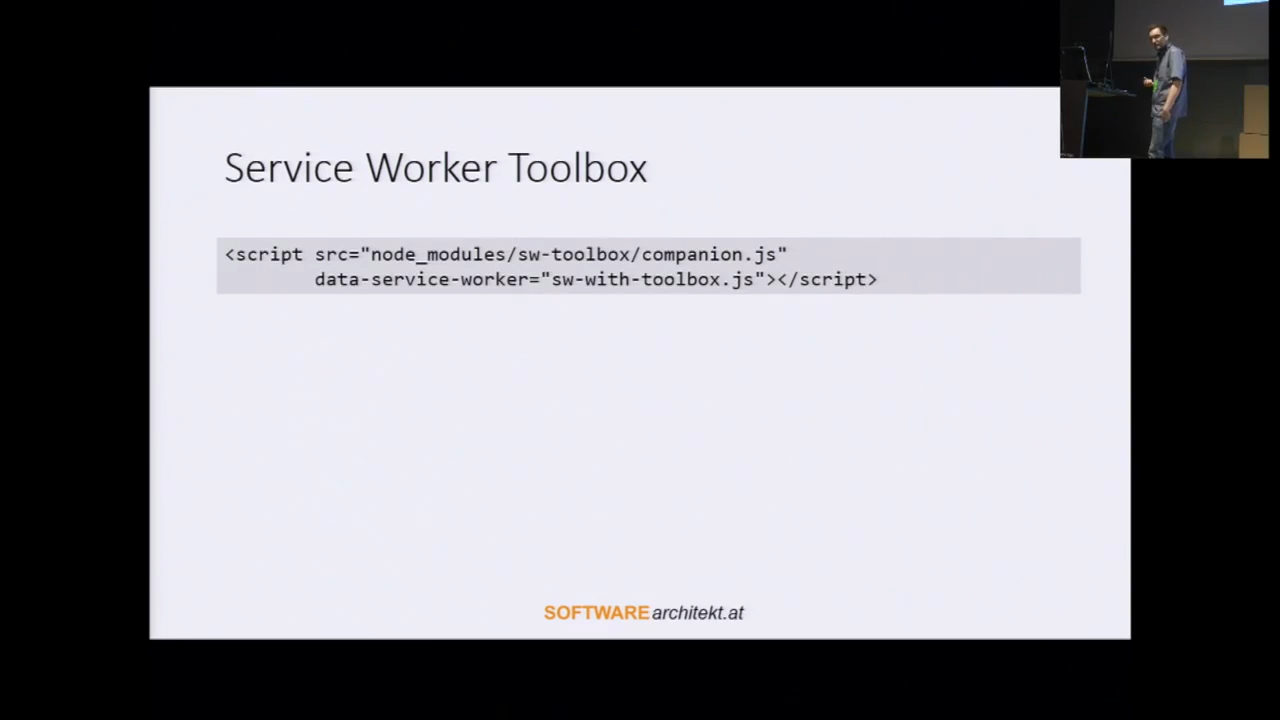 Service Worker Toolbox
<script src="node_modules/sw-toolbox/companion.js"
data-service-worker="sw-with-toolbox.js"></script>
SOFTWAREarchitekt.at